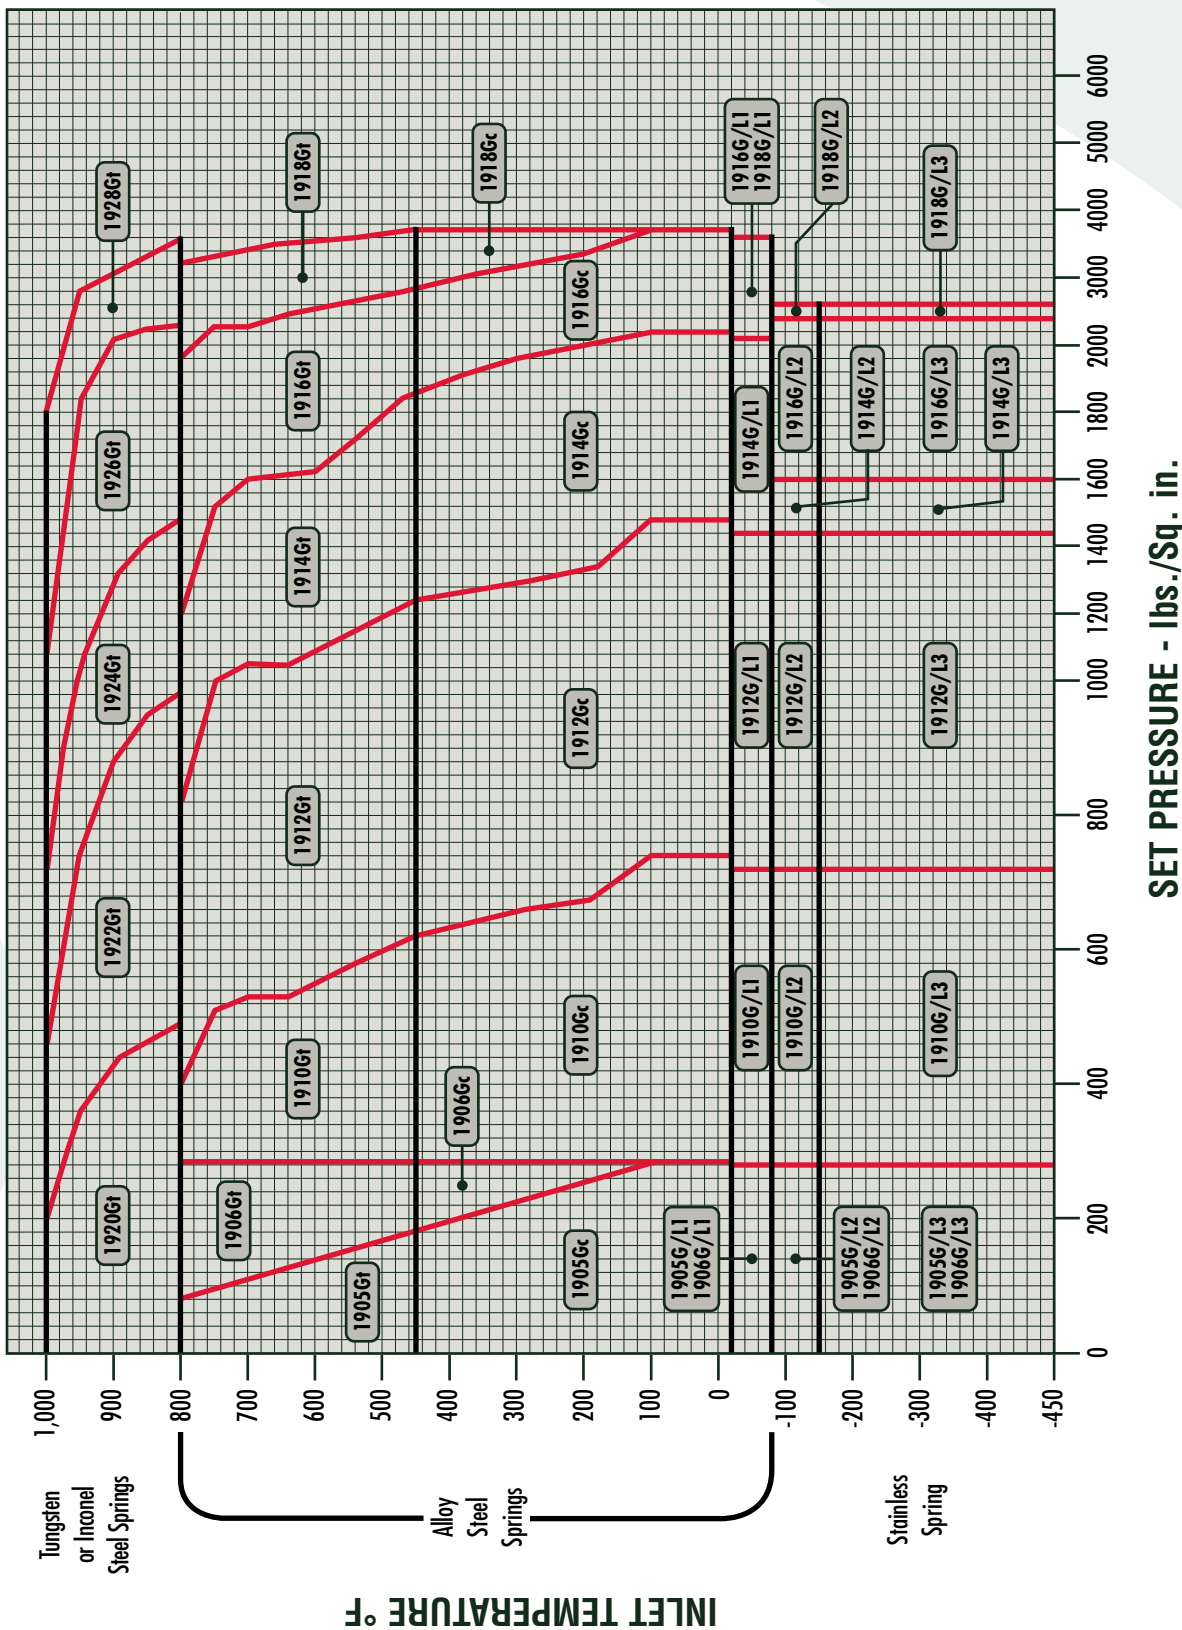 1928Gt
1926Gt
1924Gt
1922Gt
1920Gt
1918Gt
1916Gt
1914Gt
1912Gt
1910Gt
1906Gt
1905Gt
1918Gc
1916Gc
1914Gc
1912Gc
1910Gc
1906Gc
1905Gc
1916G/L1
1918G/L1
1914G/L1
1912G/L1
1910G/L1
1905G/L1
1906G/L1
1918G/L2
1916G/L2
1914G/L2
1912G/L2
1910G/L2
1905G/L2
1906G/L2
1918G/L3
1916G/L3
1914G/L3
1912G/L3
1910G/L3
1905G/L3
1906G/L3
0
200
400
600
800
1000
1200
1400
1600
1800
2000
3000
4000
5000
6000
SET PRESSURE - lbs./Sq. in.
1,000
900
800
700
600
500
400
300
200
100
0
-100
-200
-300
-400
-450
Tungsten
or Inconel
Steel Springs
Alloy
Steel
Springs
Stainless
Spring
INLET TEMPERATURE °F